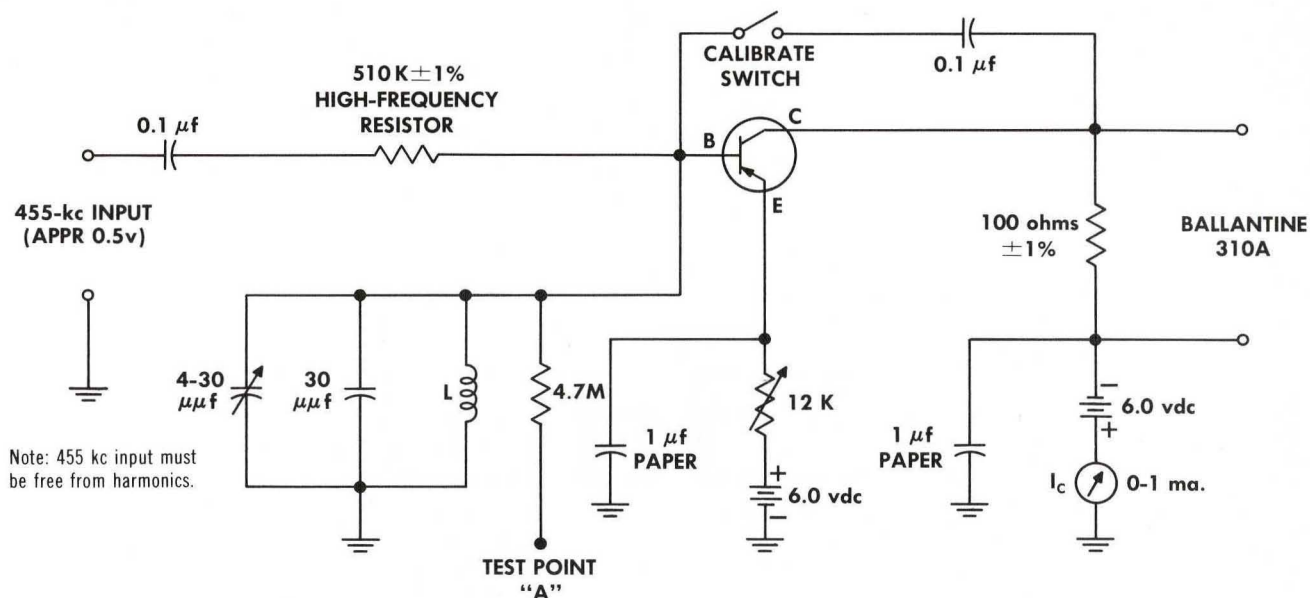 CALIBRATE
SWITCH
0.1 µf
510K±1%
HIGH-FREQUENCY
RESISTOR
0.1 µf
B
C
E
455-kc INPUT
(APPR 0.5v)
100 ohms
±1%
BALLANTINE
310A
4-30
µµf
30
µµf
L
4.7M
12 K
1 µf
PAPER
+
6.0 vdc
−
1 µf
PAPER
−
6.0 vdc
+
IC
0-1 ma.
Note: 455 kc input must
be free from harmonics.
TEST POINT
“A”